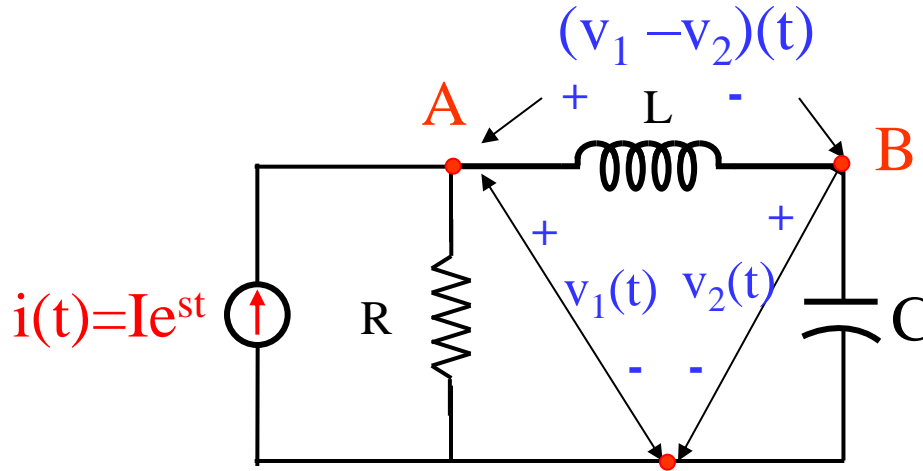 (v₁ –v₂)(t)
+ -
A L B
+ +
i(t)=Ieˢᵗ R v₁(t) v₂(t) C
- -